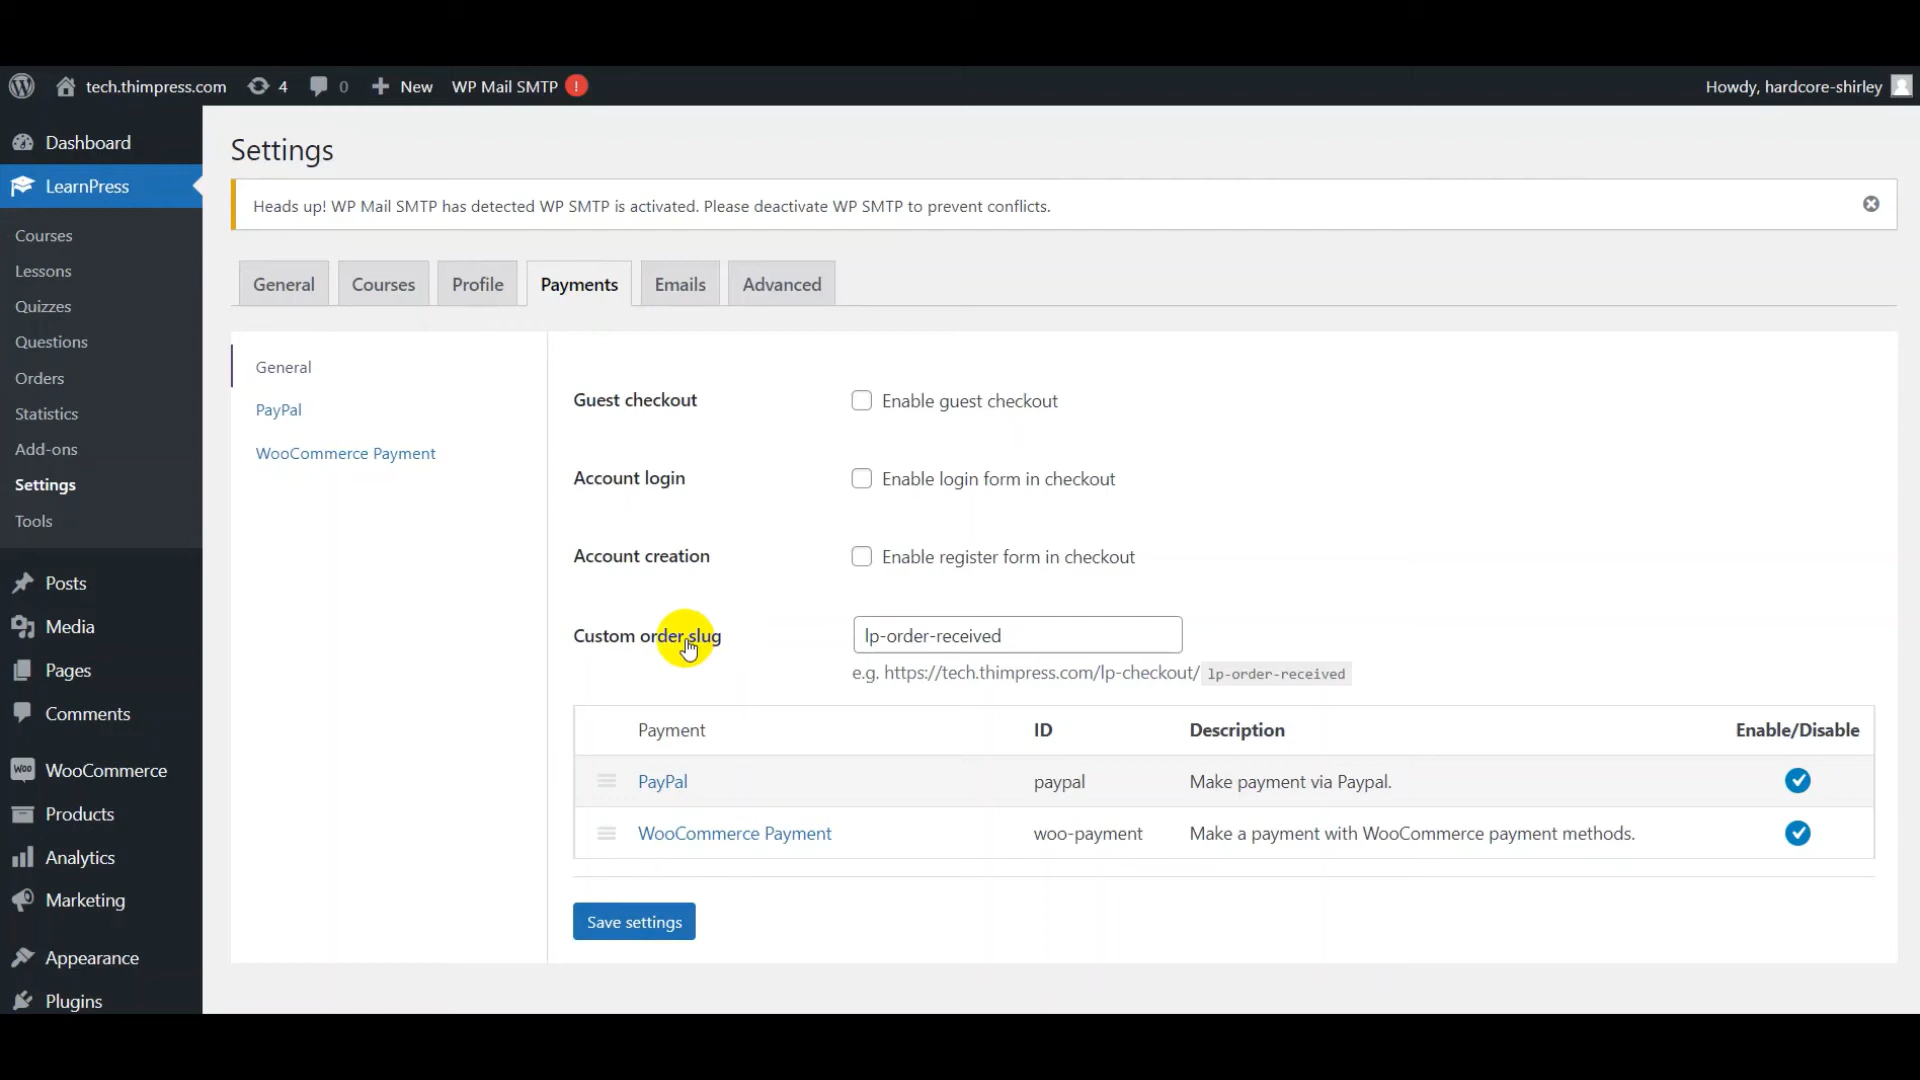 tech.thimpress.com 4 0 New WP Mail SMTP !
Howdy, hardcore-shirley
Dashboard
LearnPress
Courses
Lessons
Quizzes
Questions
Orders
Statistics
Add-ons
Settings
Tools
Posts
Media
Pages
Comments
Woo WooCommerce
Products
Analytics
Marketing
Appearance
Plugins
Settings
Heads up! WP Mail SMTP has detected WP SMTP is activated. Please deactivate WP SMTP to prevent conflicts.
General Courses Profile Payments Emails Advanced
General
PayPal
WooCommerce Payment
Guest checkout Enable guest checkout
Account login Enable login form in checkout
Account creation Enable register form in checkout
Custom order slug lp-order-received
e.g. https://tech.thimpress.com/lp-checkout/ lp-order-received
Payment ID Description Enable/Disable
PayPal paypal Make payment via Paypal.
WooCommerce Payment woo-payment Make a payment with WooCommerce payment methods.
Save settings